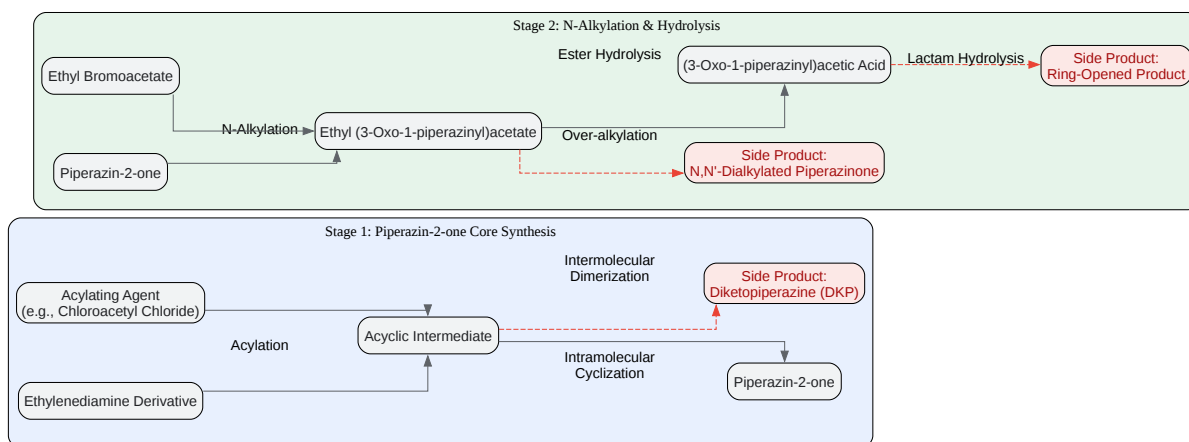 Stage 2: N-Alkylation & Hydrolysis
Ethyl Bromoacetate
Piperazin-2-one
N-Alkylation
Ethyl (3-Oxo-1-piperazinyl)acetate
Ester Hydrolysis
Over-alkylation
(3-Oxo-1-piperazinyl)acetic Acid
Lactam Hydrolysis
Side Product:
Ring-Opened Product
Side Product:
N,N'-Dialkylated Piperazinone
Stage 1: Piperazin-2-one Core Synthesis
Acylating Agent
(e.g., Chloroacetyl Chloride)
Ethylenediamine Derivative
Acylation
Acyclic Intermediate
Intermolecular
Dimerization
Side Product:
Diketopiperazine (DKP)
Intramolecular
Cyclization
Piperazin-2-one